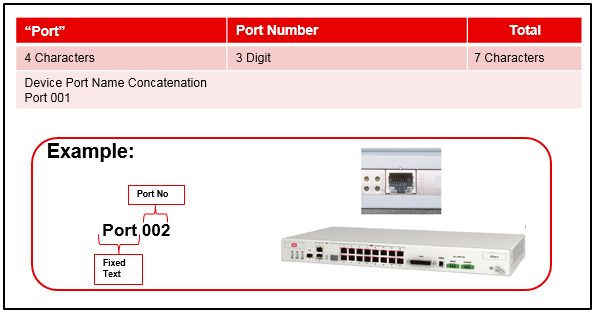 “Port” Port Number Total
4 Characters 3 Digit 7 Characters
Device Port Name Concatenation
Port 001
Example:
Port No
Port 002
Fixed
Text